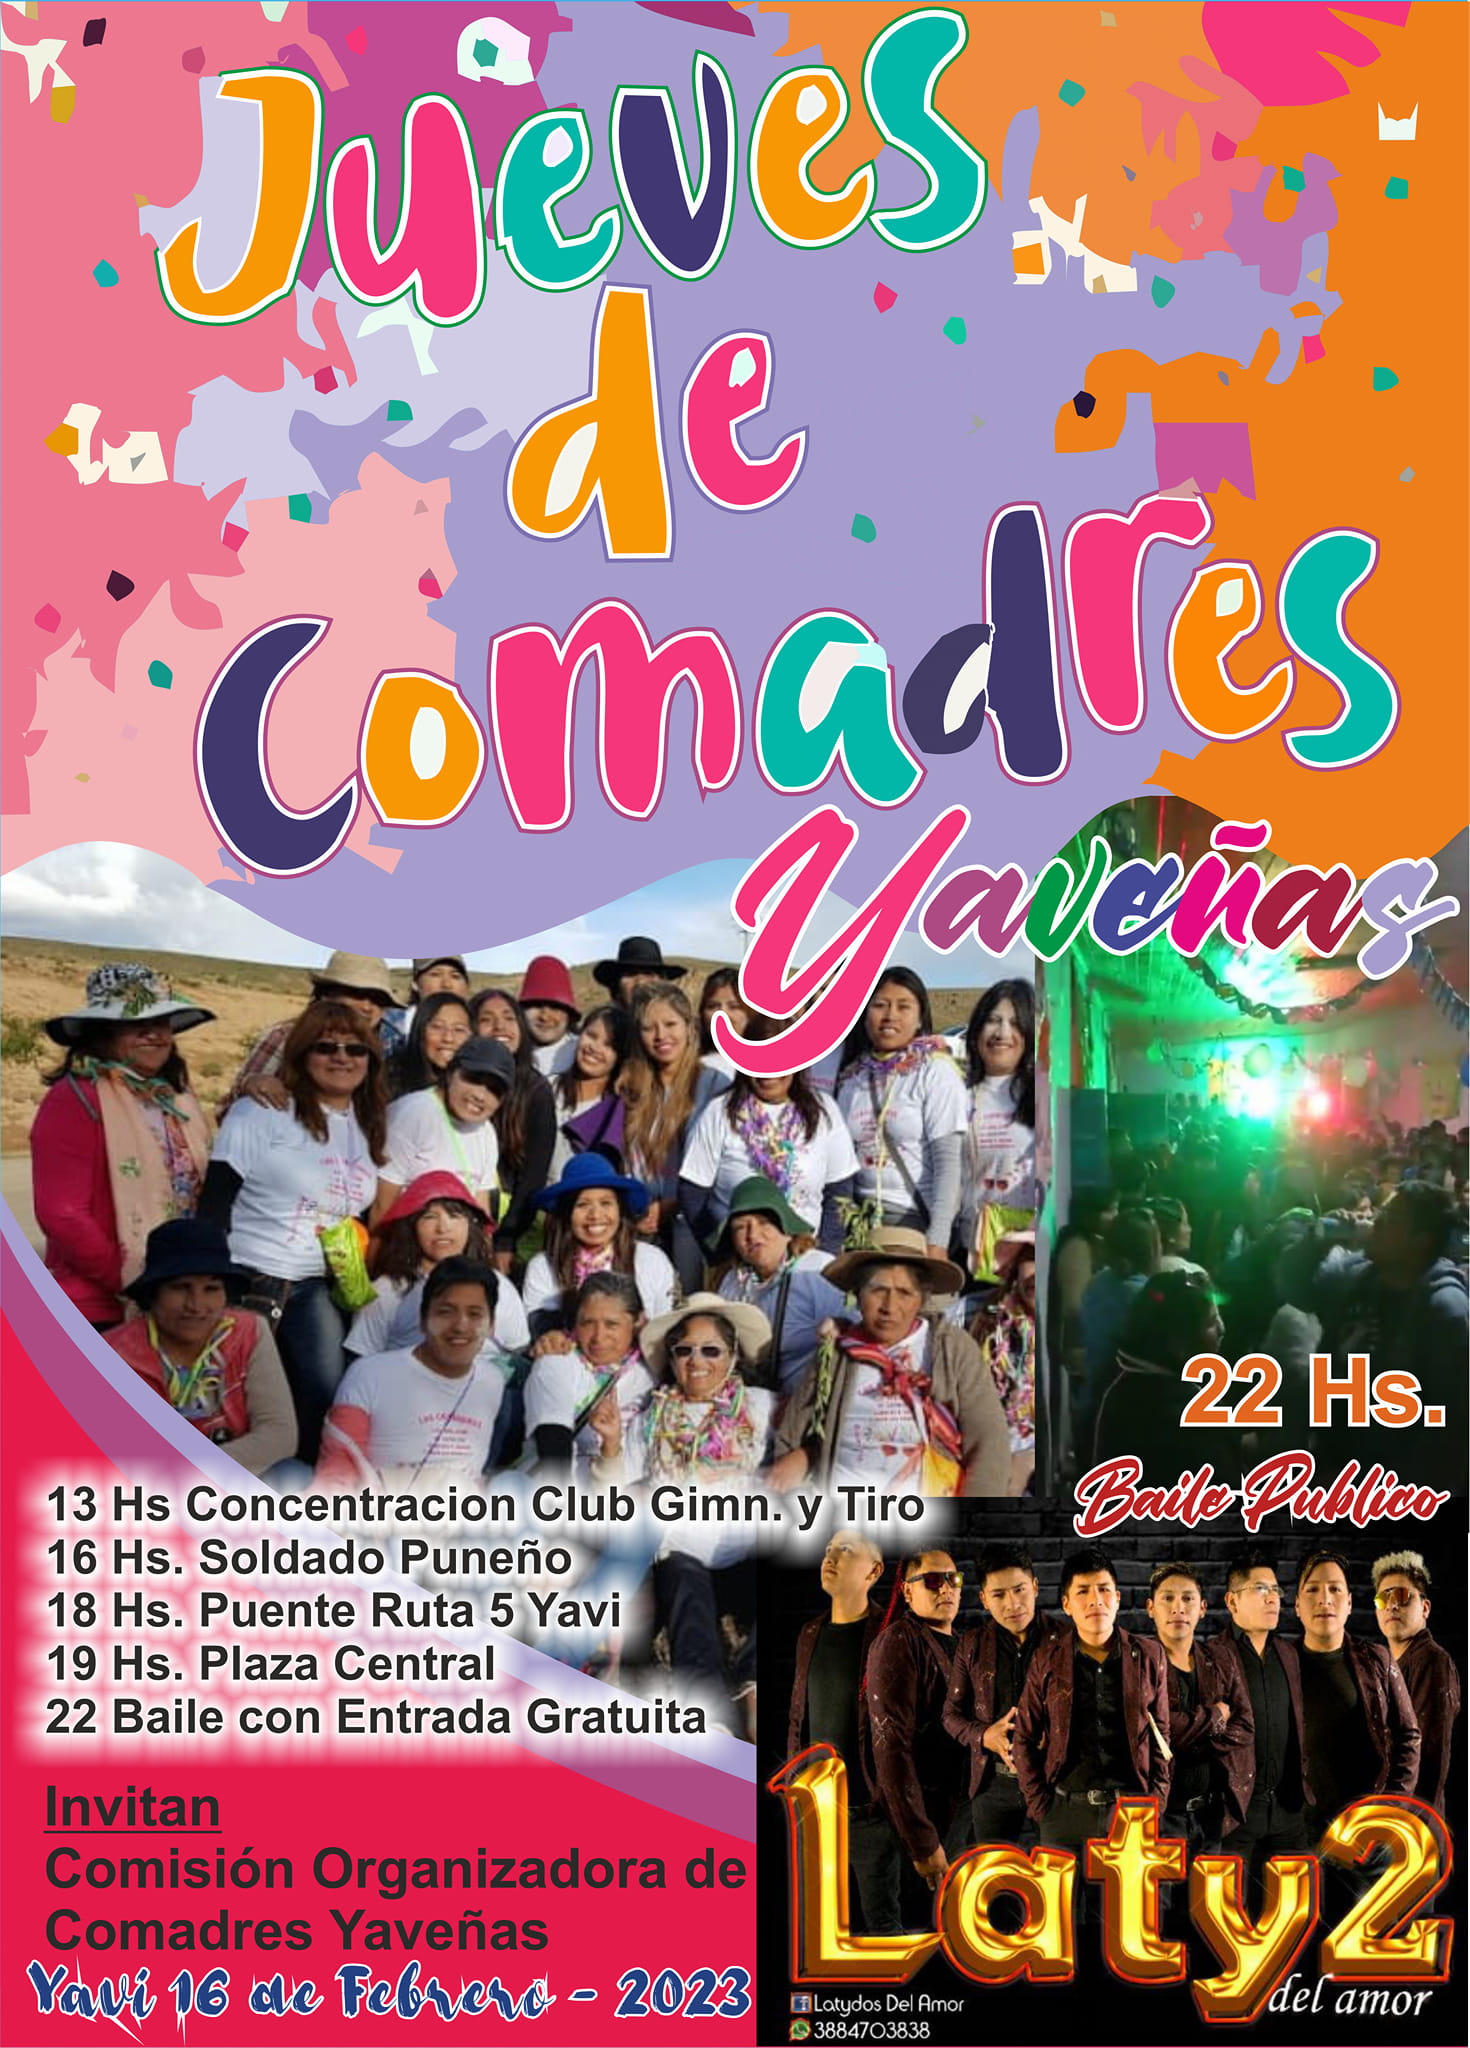 Jueves
de
Comadres
Yaveñas
22 Hs.
Baile Publico
13 Hs Concentracion Club Gimn. y Tiro
16 Hs. Soldado Puneño
18 Hs. Puente Ruta 5 Yavi
19 Hs. Plaza Central
22 Baile con Entrada Gratuita
Invitan
Comisión Organizadora de
Comadres Yaveñas
Yavi 16 de Febrero - 2023
Laty2
del amor
Latydos Del Amor
3884703838